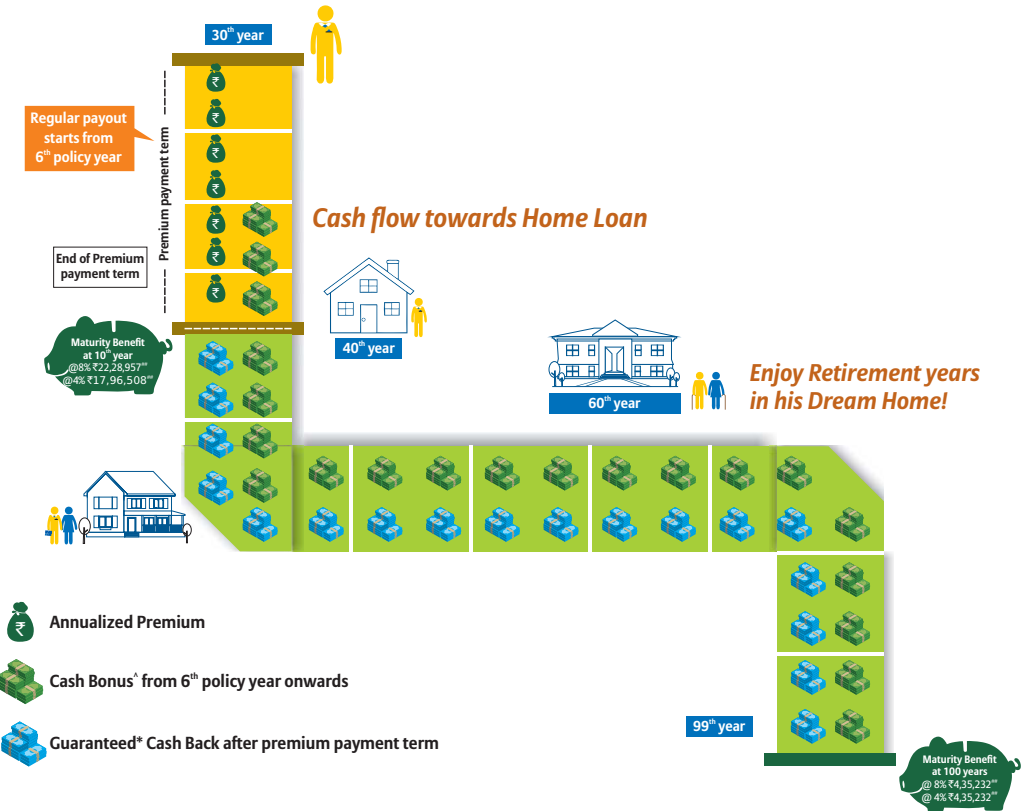 30th year
Regular payout
starts from
6th policy year
Premium payment term
Cash flow towards Home Loan
End of Premium
payment term
40th year
Maturity Benefit
at 10th year
@8% ₹22,28,957##
@4% ₹17,96,508##
60th year
Enjoy Retirement years
in his Dream Home!
₹ Annualized Premium
Cash Bonus^ from 6th policy year onwards
Guaranteed* Cash Back after premium payment term
99th year
Maturity Benefit
at 100 years
@ 8% ₹4,35,232##
@ 4% ₹4,35,232##